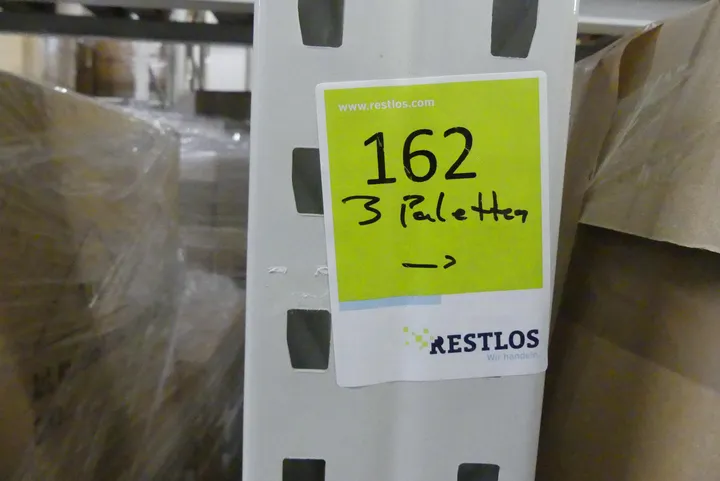 www.restlos.com
162
3 Paletten
→
RESTLOS
Wir handeln.